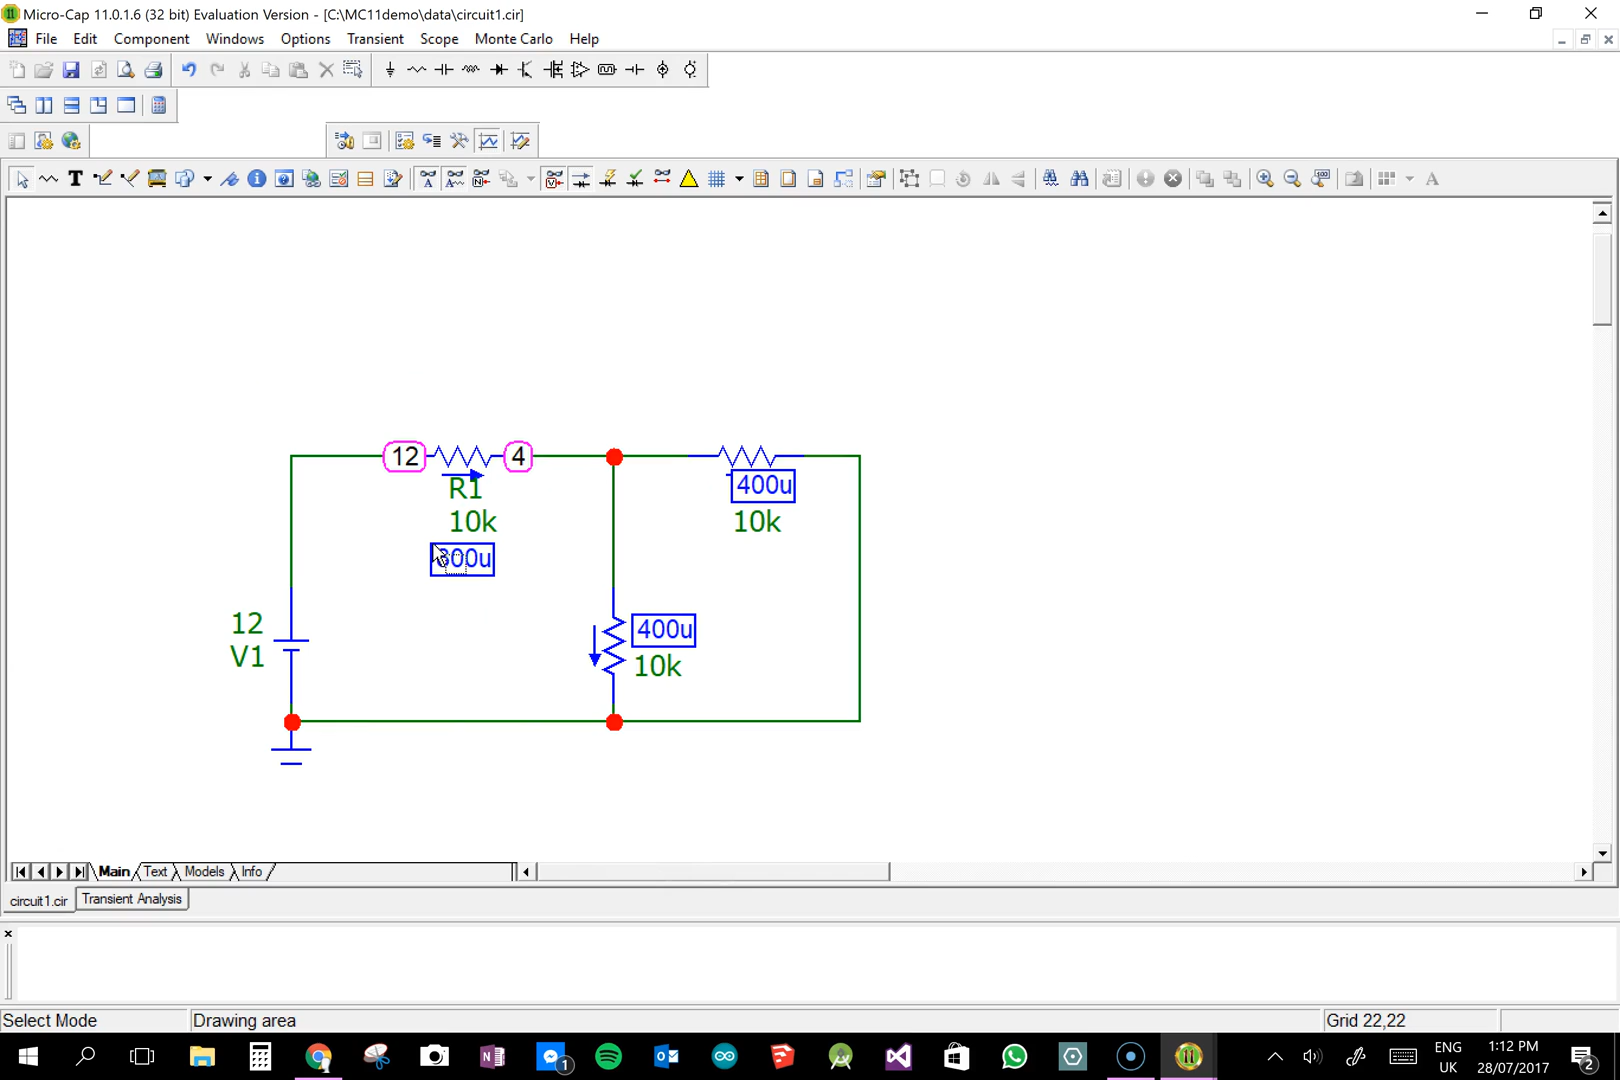 Micro-Cap 11.0.1.6 (32 bit) Evaluation Version - [C:\MC11demo\data\circuit1.cir]
File Edit Component Windows Options Transient Scope Monte Carlo Help
12 4
R1
10k
800u
400u
10k
12
V1
400u
10k
Main Text Models Info
circuit1.cir Transient Analysis
Select Mode Drawing area Grid 22,22
ENG
UK
1:12 PM
28/07/2017
1
2